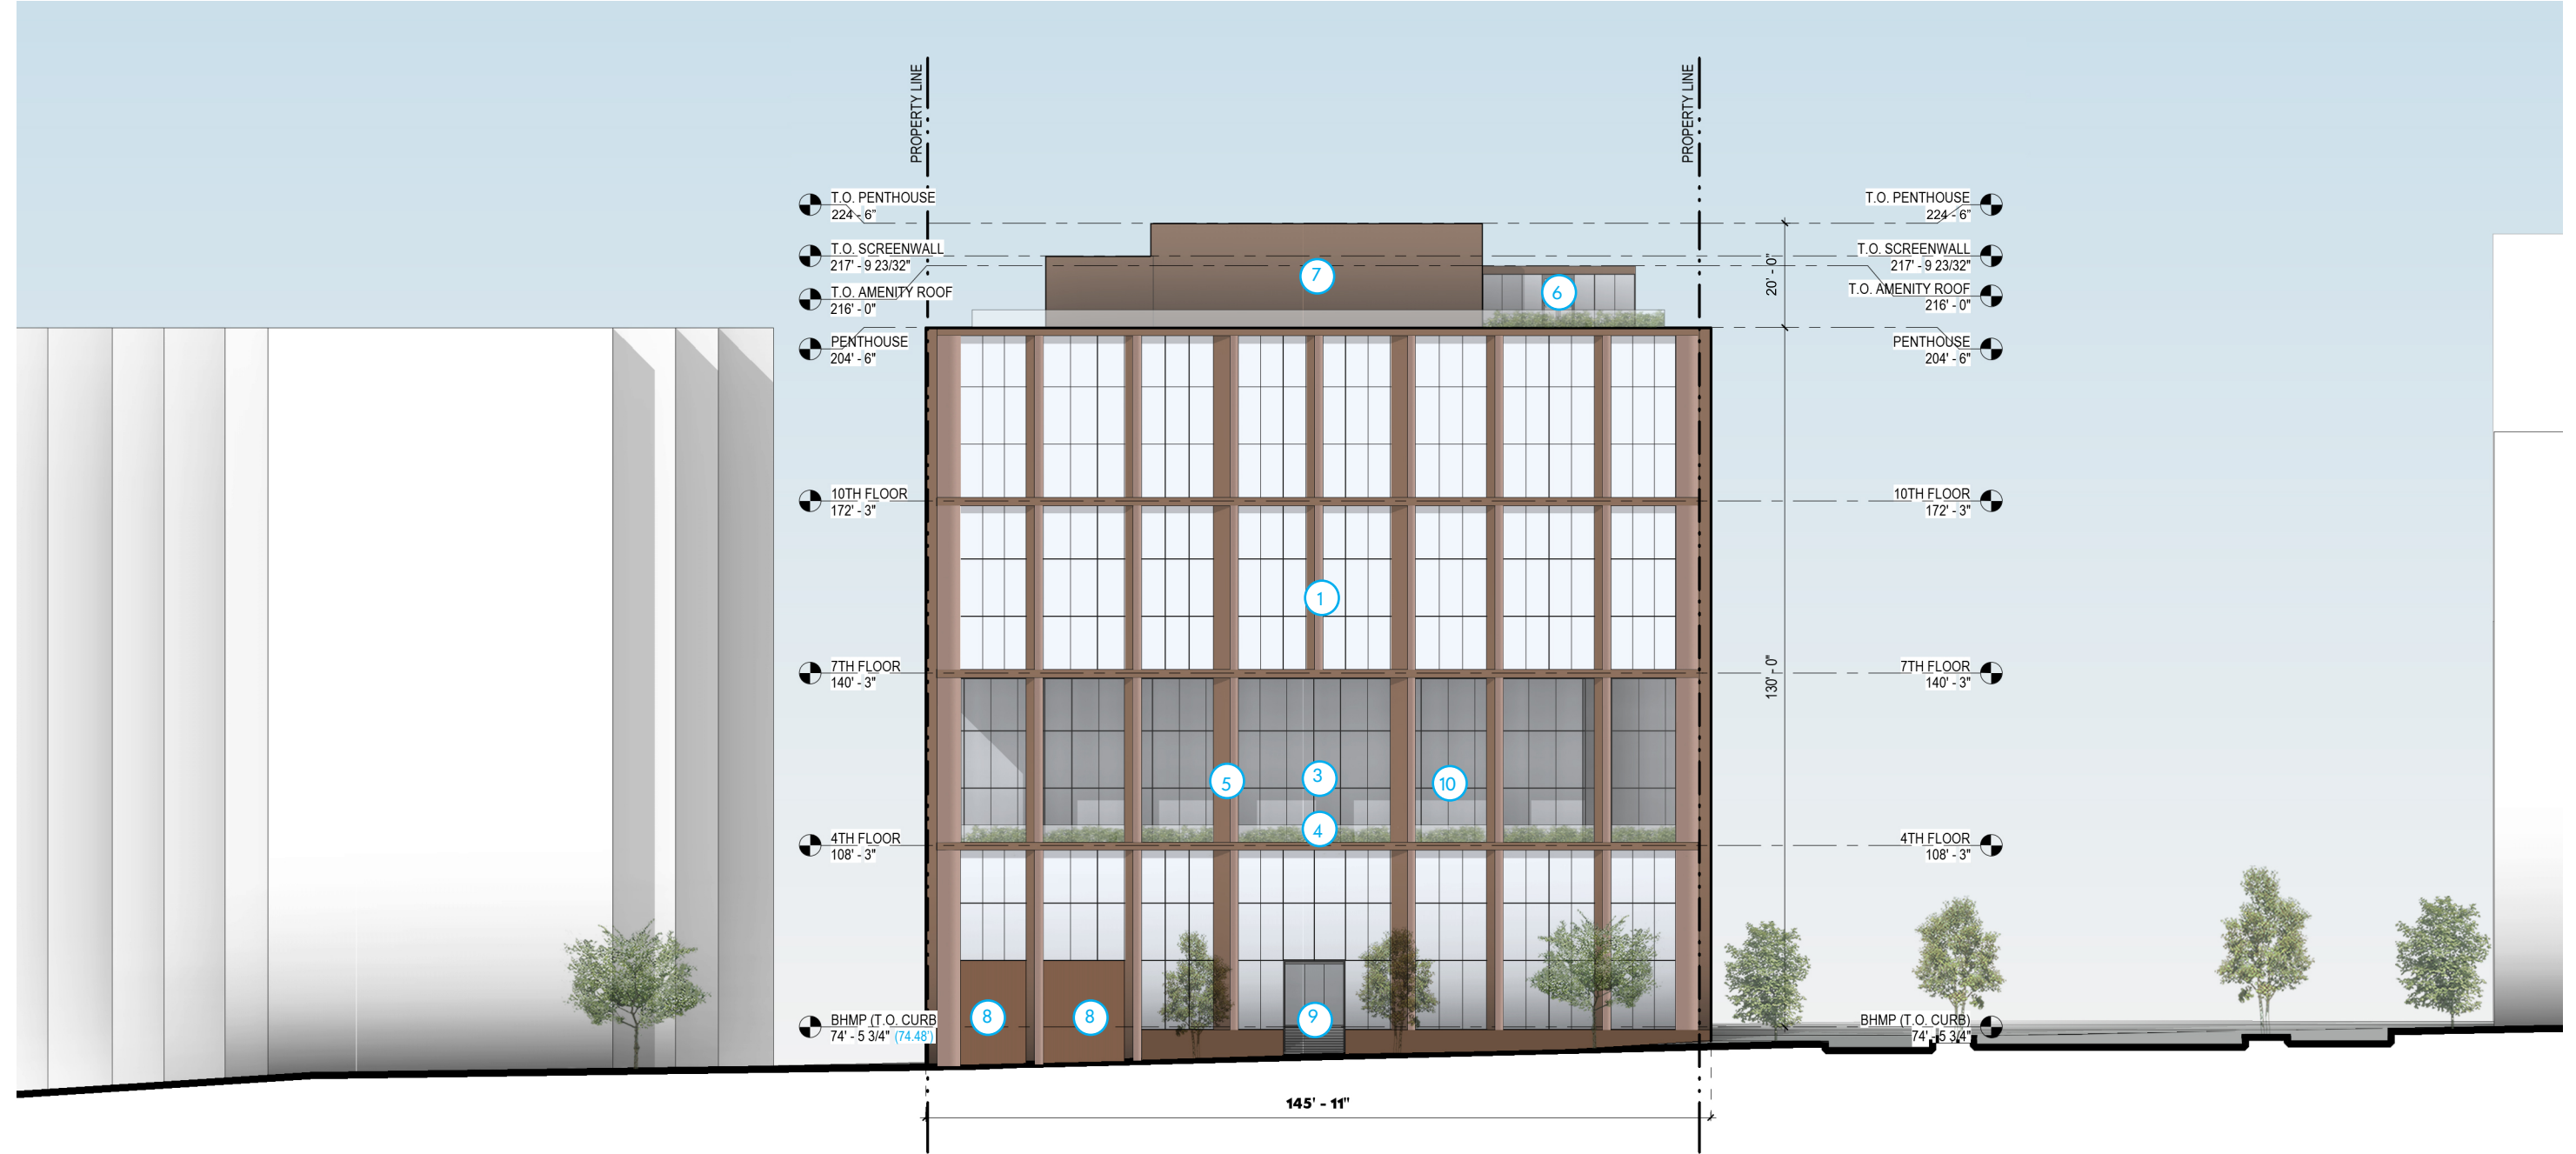 PROPERTY LINE
PROPERTY LINE
T.O. PENTHOUSE
224 - 6"
T.O. SCREENWALL
217' - 9 23/32"
T.O. AMENITY ROOF
216' - 0"
PENTHOUSE
204' - 6"
10TH FLOOR
172' - 3"
7TH FLOOR
140' - 3"
4TH FLOOR
108' - 3"
BHMP (T.O. CURB
74' - 5 3/4" (74.48')
7
6
1
5
3
10
4
8
8
9
145' - 11"
20' - 0"
130' - 0"
T.O. PENTHOUSE
224 - 6"
T.O. SCREENWALL
217' - 9 23/32"
T.O. AMENITY ROOF
216' - 0"
PENTHOUSE
204' - 6"
10TH FLOOR
172' - 3"
7TH FLOOR
140' - 3"
4TH FLOOR
108' - 3"
BHMP (T.O. CURB)
74' - 5 3/4"